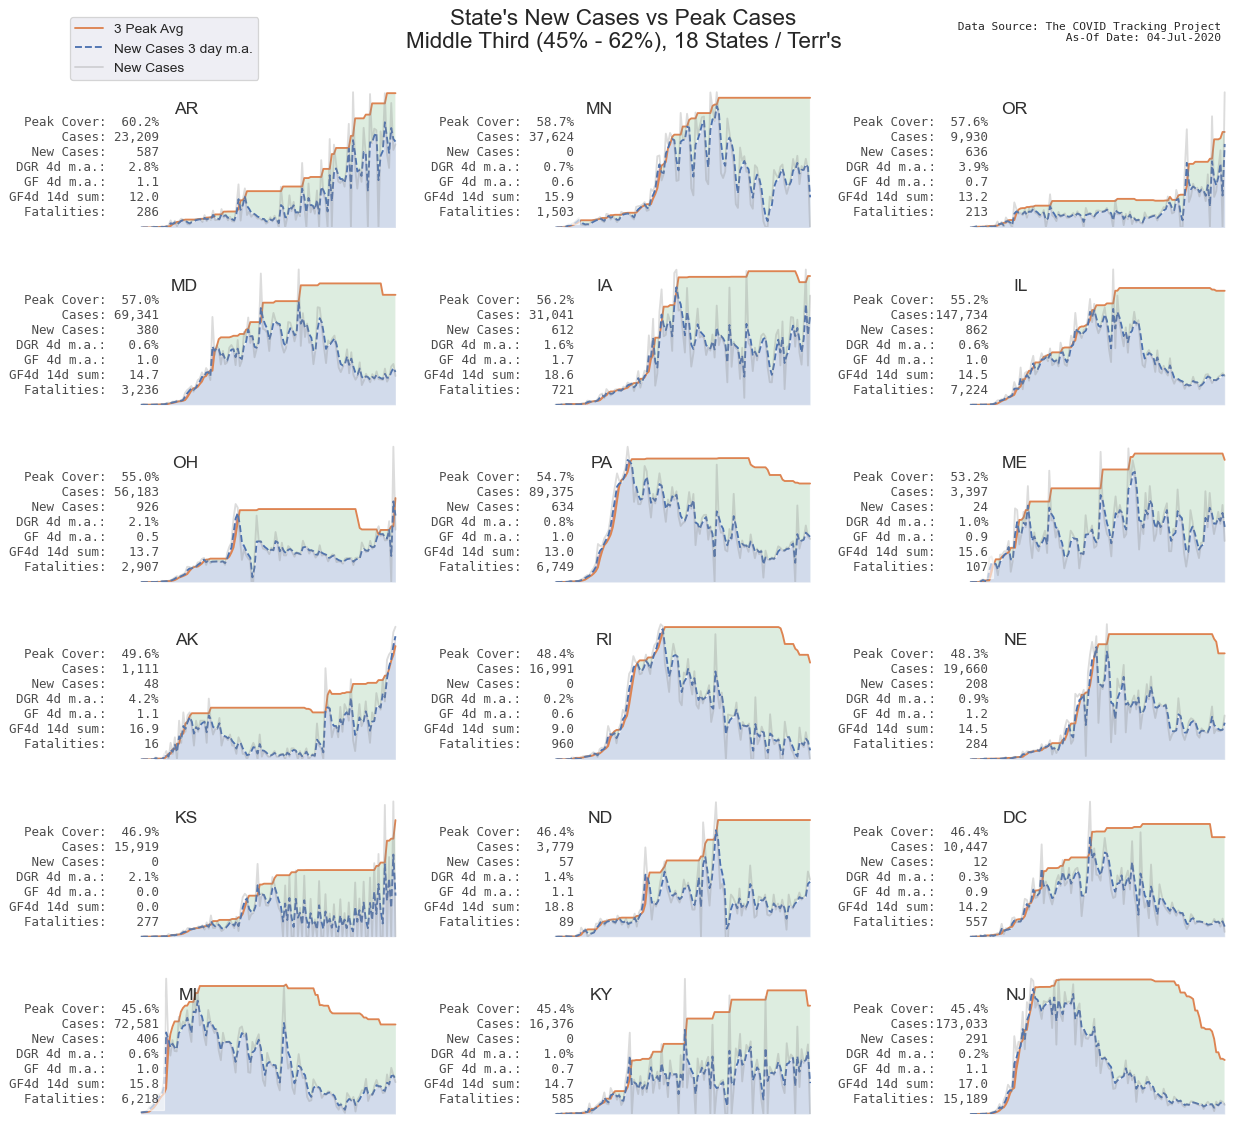 State's New Cases vs Peak Cases
Middle Third (45% - 62%), 18 States / Terr's
3 Peak Avg
New Cases 3 day m.a.
New Cases
Data Source: The COVID Tracking Project
As-Of Date: 04-Jul-2020
AR
Peak Cover: 60.2%
Cases: 23,209
New Cases: 587
DGR 4d m.a.: 2.8%
GF 4d m.a.: 1.1
GF4d 14d sum: 12.0
Fatalities: 286
MN
Peak Cover: 58.7%
Cases: 37,624
New Cases: 0
DGR 4d m.a.: 0.7%
GF 4d m.a.: 0.6
GF4d 14d sum: 15.9
Fatalities: 1,503
OR
Peak Cover: 57.6%
Cases: 9,930
New Cases: 636
DGR 4d m.a.: 3.9%
GF 4d m.a.: 0.7
GF4d 14d sum: 13.2
Fatalities: 213
MD
Peak Cover: 57.0%
Cases: 69,341
New Cases: 380
DGR 4d m.a.: 0.6%
GF 4d m.a.: 1.0
GF4d 14d sum: 14.7
Fatalities: 3,236
IA
Peak Cover: 56.2%
Cases: 31,041
New Cases: 612
DGR 4d m.a.: 1.6%
GF 4d m.a.: 1.7
GF4d 14d sum: 18.6
Fatalities: 721
IL
Peak Cover: 55.2%
Cases:147,734
New Cases: 862
DGR 4d m.a.: 0.6%
GF 4d m.a.: 1.0
GF4d 14d sum: 14.5
Fatalities: 7,224
OH
Peak Cover: 55.0%
Cases: 56,183
New Cases: 926
DGR 4d m.a.: 2.1%
GF 4d m.a.: 0.5
GF4d 14d sum: 13.7
Fatalities: 2,907
PA
Peak Cover: 54.7%
Cases: 89,375
New Cases: 634
DGR 4d m.a.: 0.8%
GF 4d m.a.: 1.0
GF4d 14d sum: 13.0
Fatalities: 6,749
ME
Peak Cover: 53.2%
Cases: 3,397
New Cases: 24
DGR 4d m.a.: 1.0%
GF 4d m.a.: 0.9
GF4d 14d sum: 15.6
Fatalities: 107
AK
Peak Cover: 49.6%
Cases: 1,111
New Cases: 48
DGR 4d m.a.: 4.2%
GF 4d m.a.: 1.1
GF4d 14d sum: 16.9
Fatalities: 16
RI
Peak Cover: 48.4%
Cases: 16,991
New Cases: 0
DGR 4d m.a.: 0.2%
GF 4d m.a.: 0.6
GF4d 14d sum: 9.0
Fatalities: 960
NE
Peak Cover: 48.3%
Cases: 19,660
New Cases: 208
DGR 4d m.a.: 0.9%
GF 4d m.a.: 1.2
GF4d 14d sum: 14.5
Fatalities: 284
KS
Peak Cover: 46.9%
Cases: 15,919
New Cases: 0
DGR 4d m.a.: 2.1%
GF 4d m.a.: 0.0
GF4d 14d sum: 0.0
Fatalities: 277
ND
Peak Cover: 46.4%
Cases: 3,779
New Cases: 57
DGR 4d m.a.: 1.4%
GF 4d m.a.: 1.1
GF4d 14d sum: 18.8
Fatalities: 89
DC
Peak Cover: 46.4%
Cases: 10,447
New Cases: 12
DGR 4d m.a.: 0.3%
GF 4d m.a.: 0.9
GF4d 14d sum: 14.2
Fatalities: 557
MI
Peak Cover: 45.6%
Cases: 72,581
New Cases: 406
DGR 4d m.a.: 0.6%
GF 4d m.a.: 1.0
GF4d 14d sum: 15.8
Fatalities: 6,218
KY
Peak Cover: 45.4%
Cases: 16,376
New Cases: 0
DGR 4d m.a.: 1.0%
GF 4d m.a.: 0.7
GF4d 14d sum: 14.7
Fatalities: 585
NJ
Peak Cover: 45.4%
Cases:173,033
New Cases: 291
DGR 4d m.a.: 0.2%
GF 4d m.a.: 1.1
GF4d 14d sum: 17.0
Fatalities: 15,189